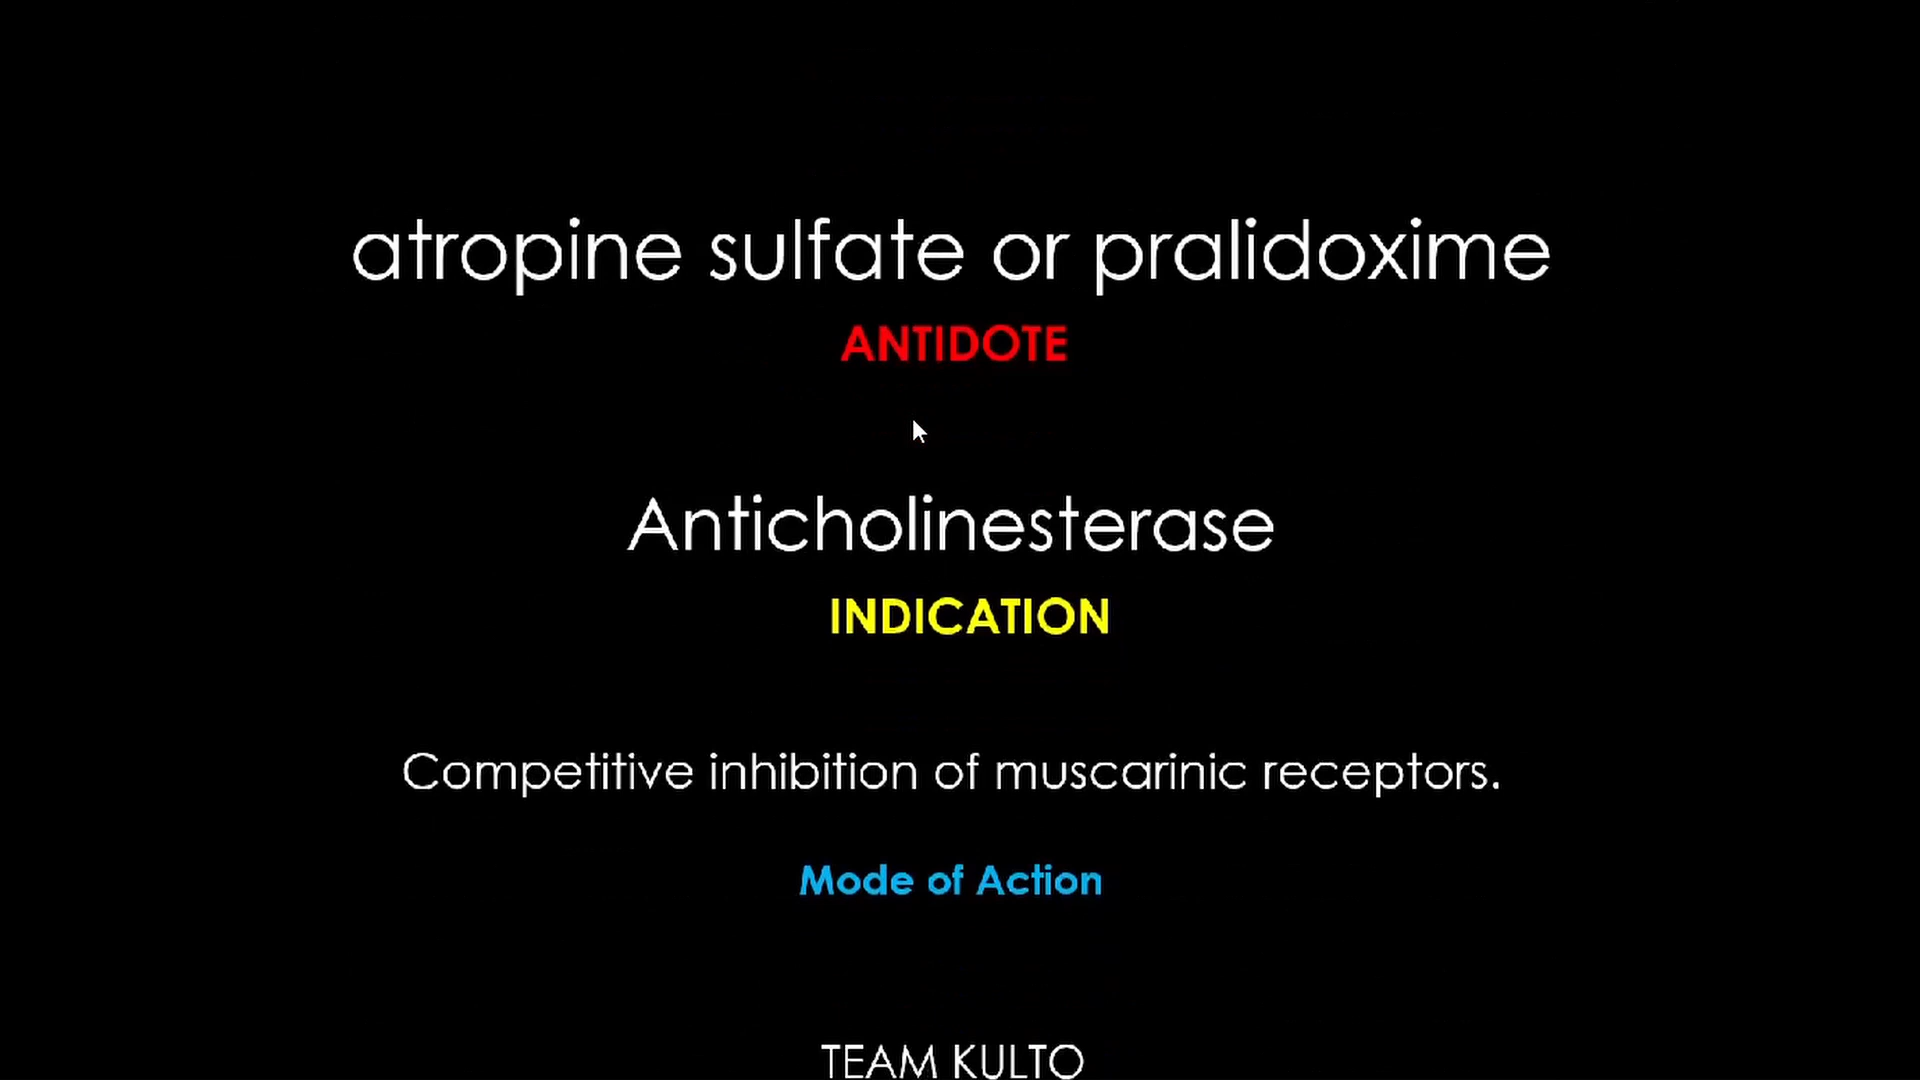 atropine sulfate or pralidoxime
ANTIDOTE
Anticholinesterase
INDICATION
Competitive inhibition of muscarinic receptors.
Mode of Action
TEAM KULTO